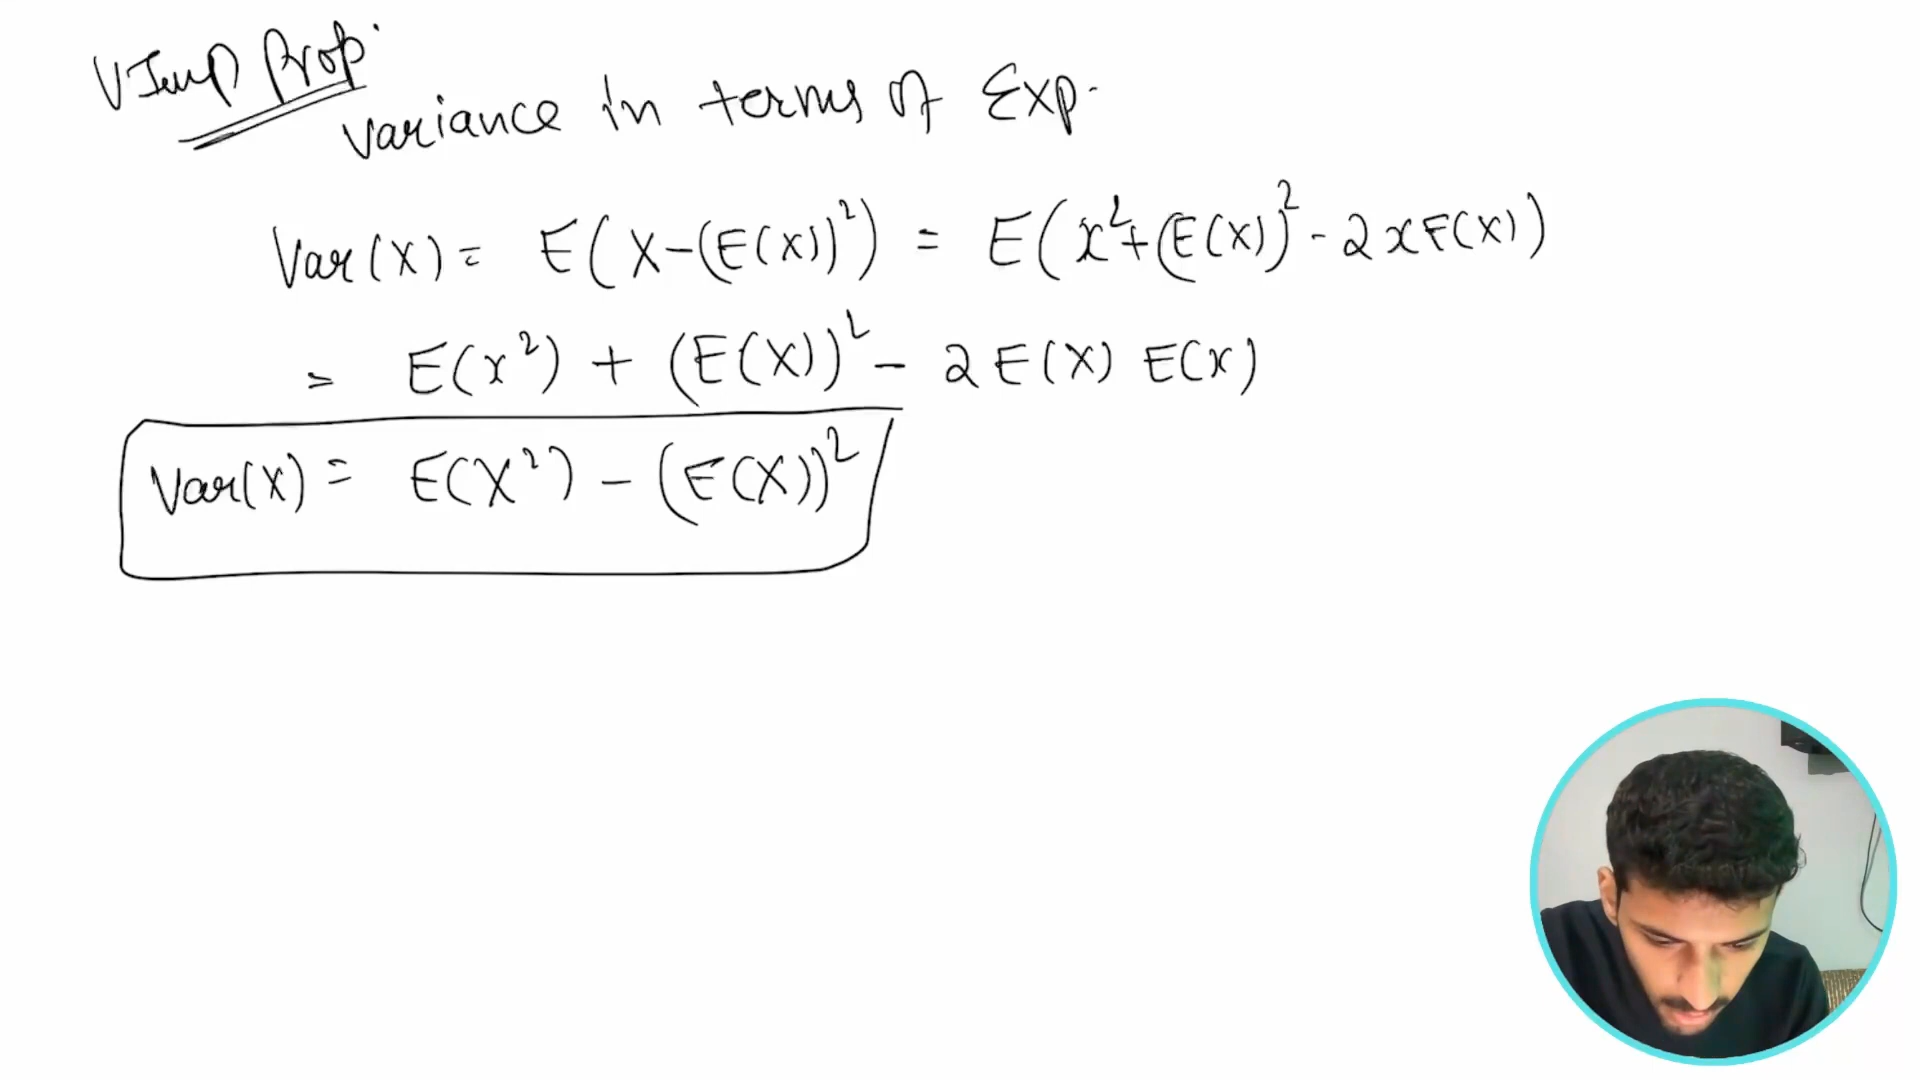 VImp Prop.
Variance in terms of Exp.
Var(X) = E(X-(E(X))²) = E(x²+(E(X))²-2xE(X))
= E(x²) + (E(X))² - 2E(X) E(x)
Var(X) = E(X²) - (E(X))²